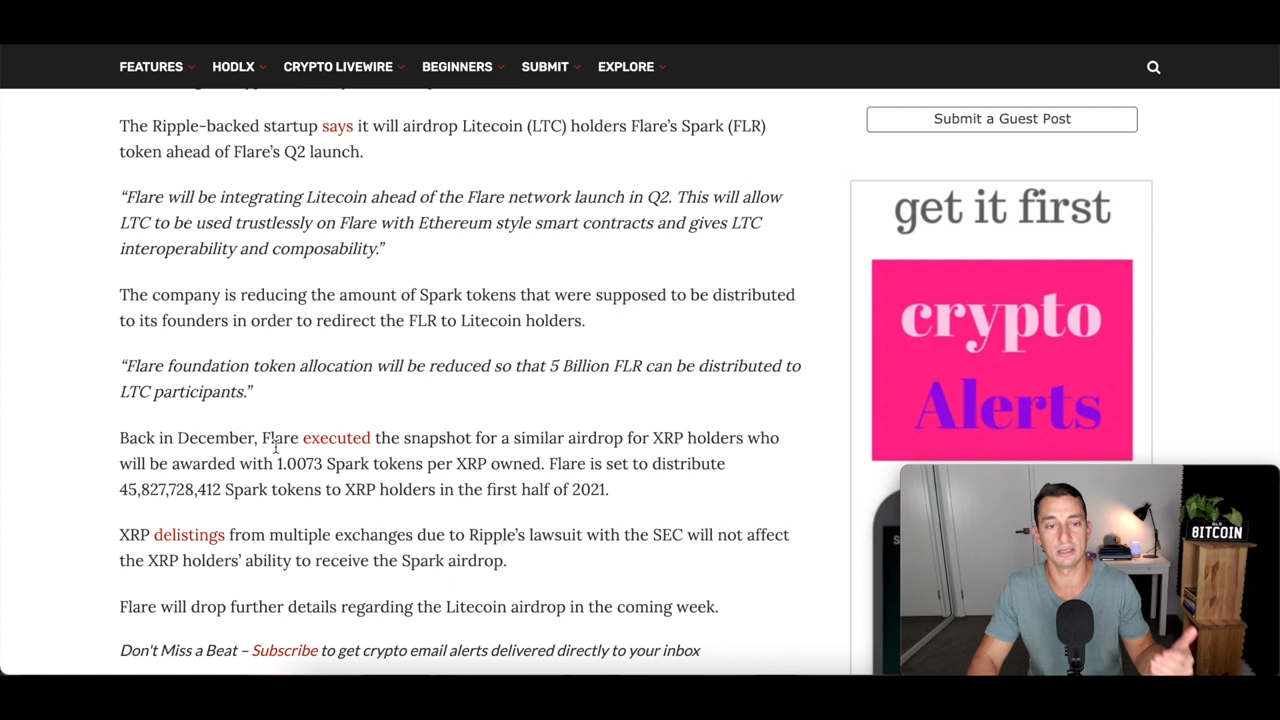 FEATURES HODLX CRYPTO LIVEWIRE BEGINNERS SUBMIT EXPLORE
The Ripple-backed startup says it will airdrop Litecoin (LTC) holders Flare’s Spark (FLR)
token ahead of Flare’s Q2 launch.
“Flare will be integrating Litecoin ahead of the Flare network launch in Q2. This will allow
LTC to be used trustlessly on Flare with Ethereum style smart contracts and gives LTC
interoperability and composability.”
The company is reducing the amount of Spark tokens that were supposed to be distributed
to its founders in order to redirect the FLR to Litecoin holders.
“Flare foundation token allocation will be reduced so that 5 Billion FLR can be distributed to
LTC participants.”
Back in December, Flare executed the snapshot for a similar airdrop for XRP holders who
will be awarded with 1.0073 Spark tokens per XRP owned. Flare is set to distribute
45,827,728,412 Spark tokens to XRP holders in the first half of 2021.
XRP delistings from multiple exchanges due to Ripple’s lawsuit with the SEC will not affect
the XRP holders’ ability to receive the Spark airdrop.
Flare will drop further details regarding the Litecoin airdrop in the coming week.
Don't Miss a Beat – Subscribe to get crypto email alerts delivered directly to your inbox
Submit a Guest Post
get it first
crypto
Alerts
BITCOIN